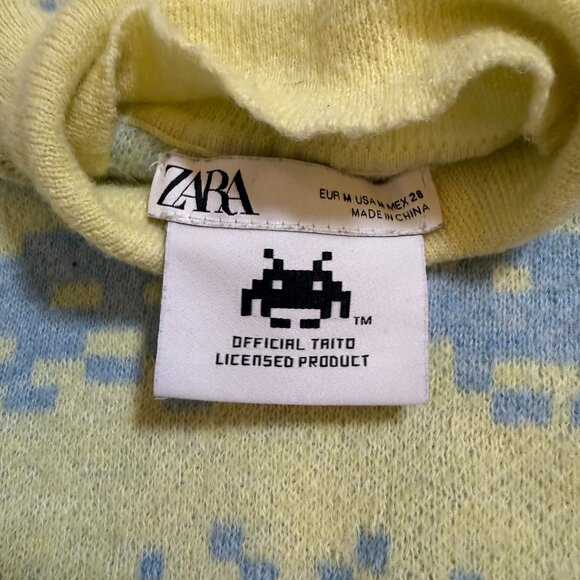 ZARA
EUR M USA M MEX 28
MADE IN CHINA
TM
OFFICIAL TAITO
LICENSED PRODUCT